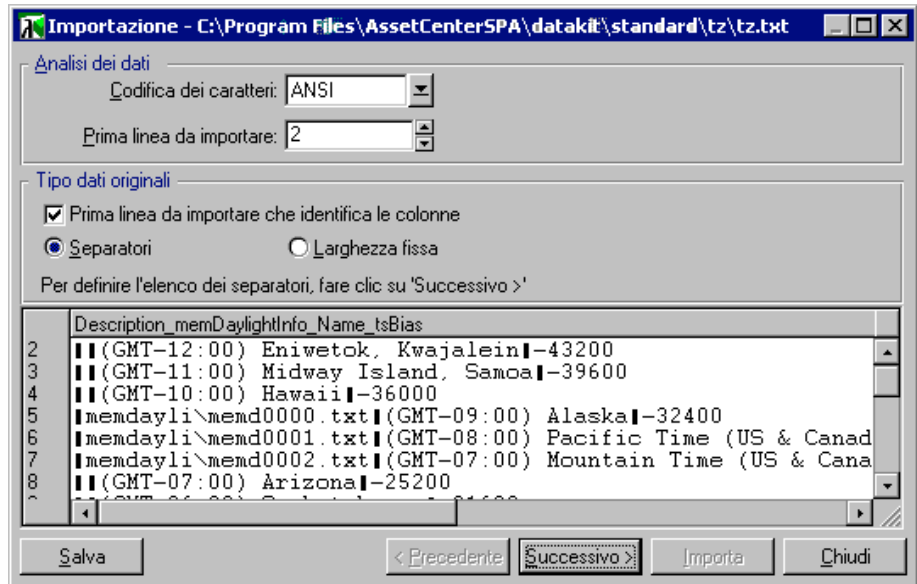 Importazione - C:\Program Files\AssetCenterSPA\datakit\standard\tz\tz.txt
Analisi dei dati
Codifica dei caratteri: ANSI
Prima linea da importare: 2
Tipo dati originali
Prima linea da importare che identifica le colonne
Separatori Larghezza fissa
Per definire l'elenco dei separatori, fare clic su 'Successivo >'
Description_memDaylightInfo_Name_tsBias
2 ||(GMT-12:00) Eniwetok, Kwajalein|-43200
3 ||(GMT-11:00) Midway Island, Samoa|-39600
4 ||(GMT-10:00) Hawaii|-36000
5 |memdayli\memd0000.txt|(GMT-09:00) Alaska|-32400
6 |memdayli\memd0001.txt|(GMT-08:00) Pacific Time (US & Canad
7 |memdayli\memd0002.txt|(GMT-07:00) Mountain Time (US & Cana
8 ||(GMT-07:00) Arizona|-25200
Salva < Precedente Successivo > Importa Chiudi